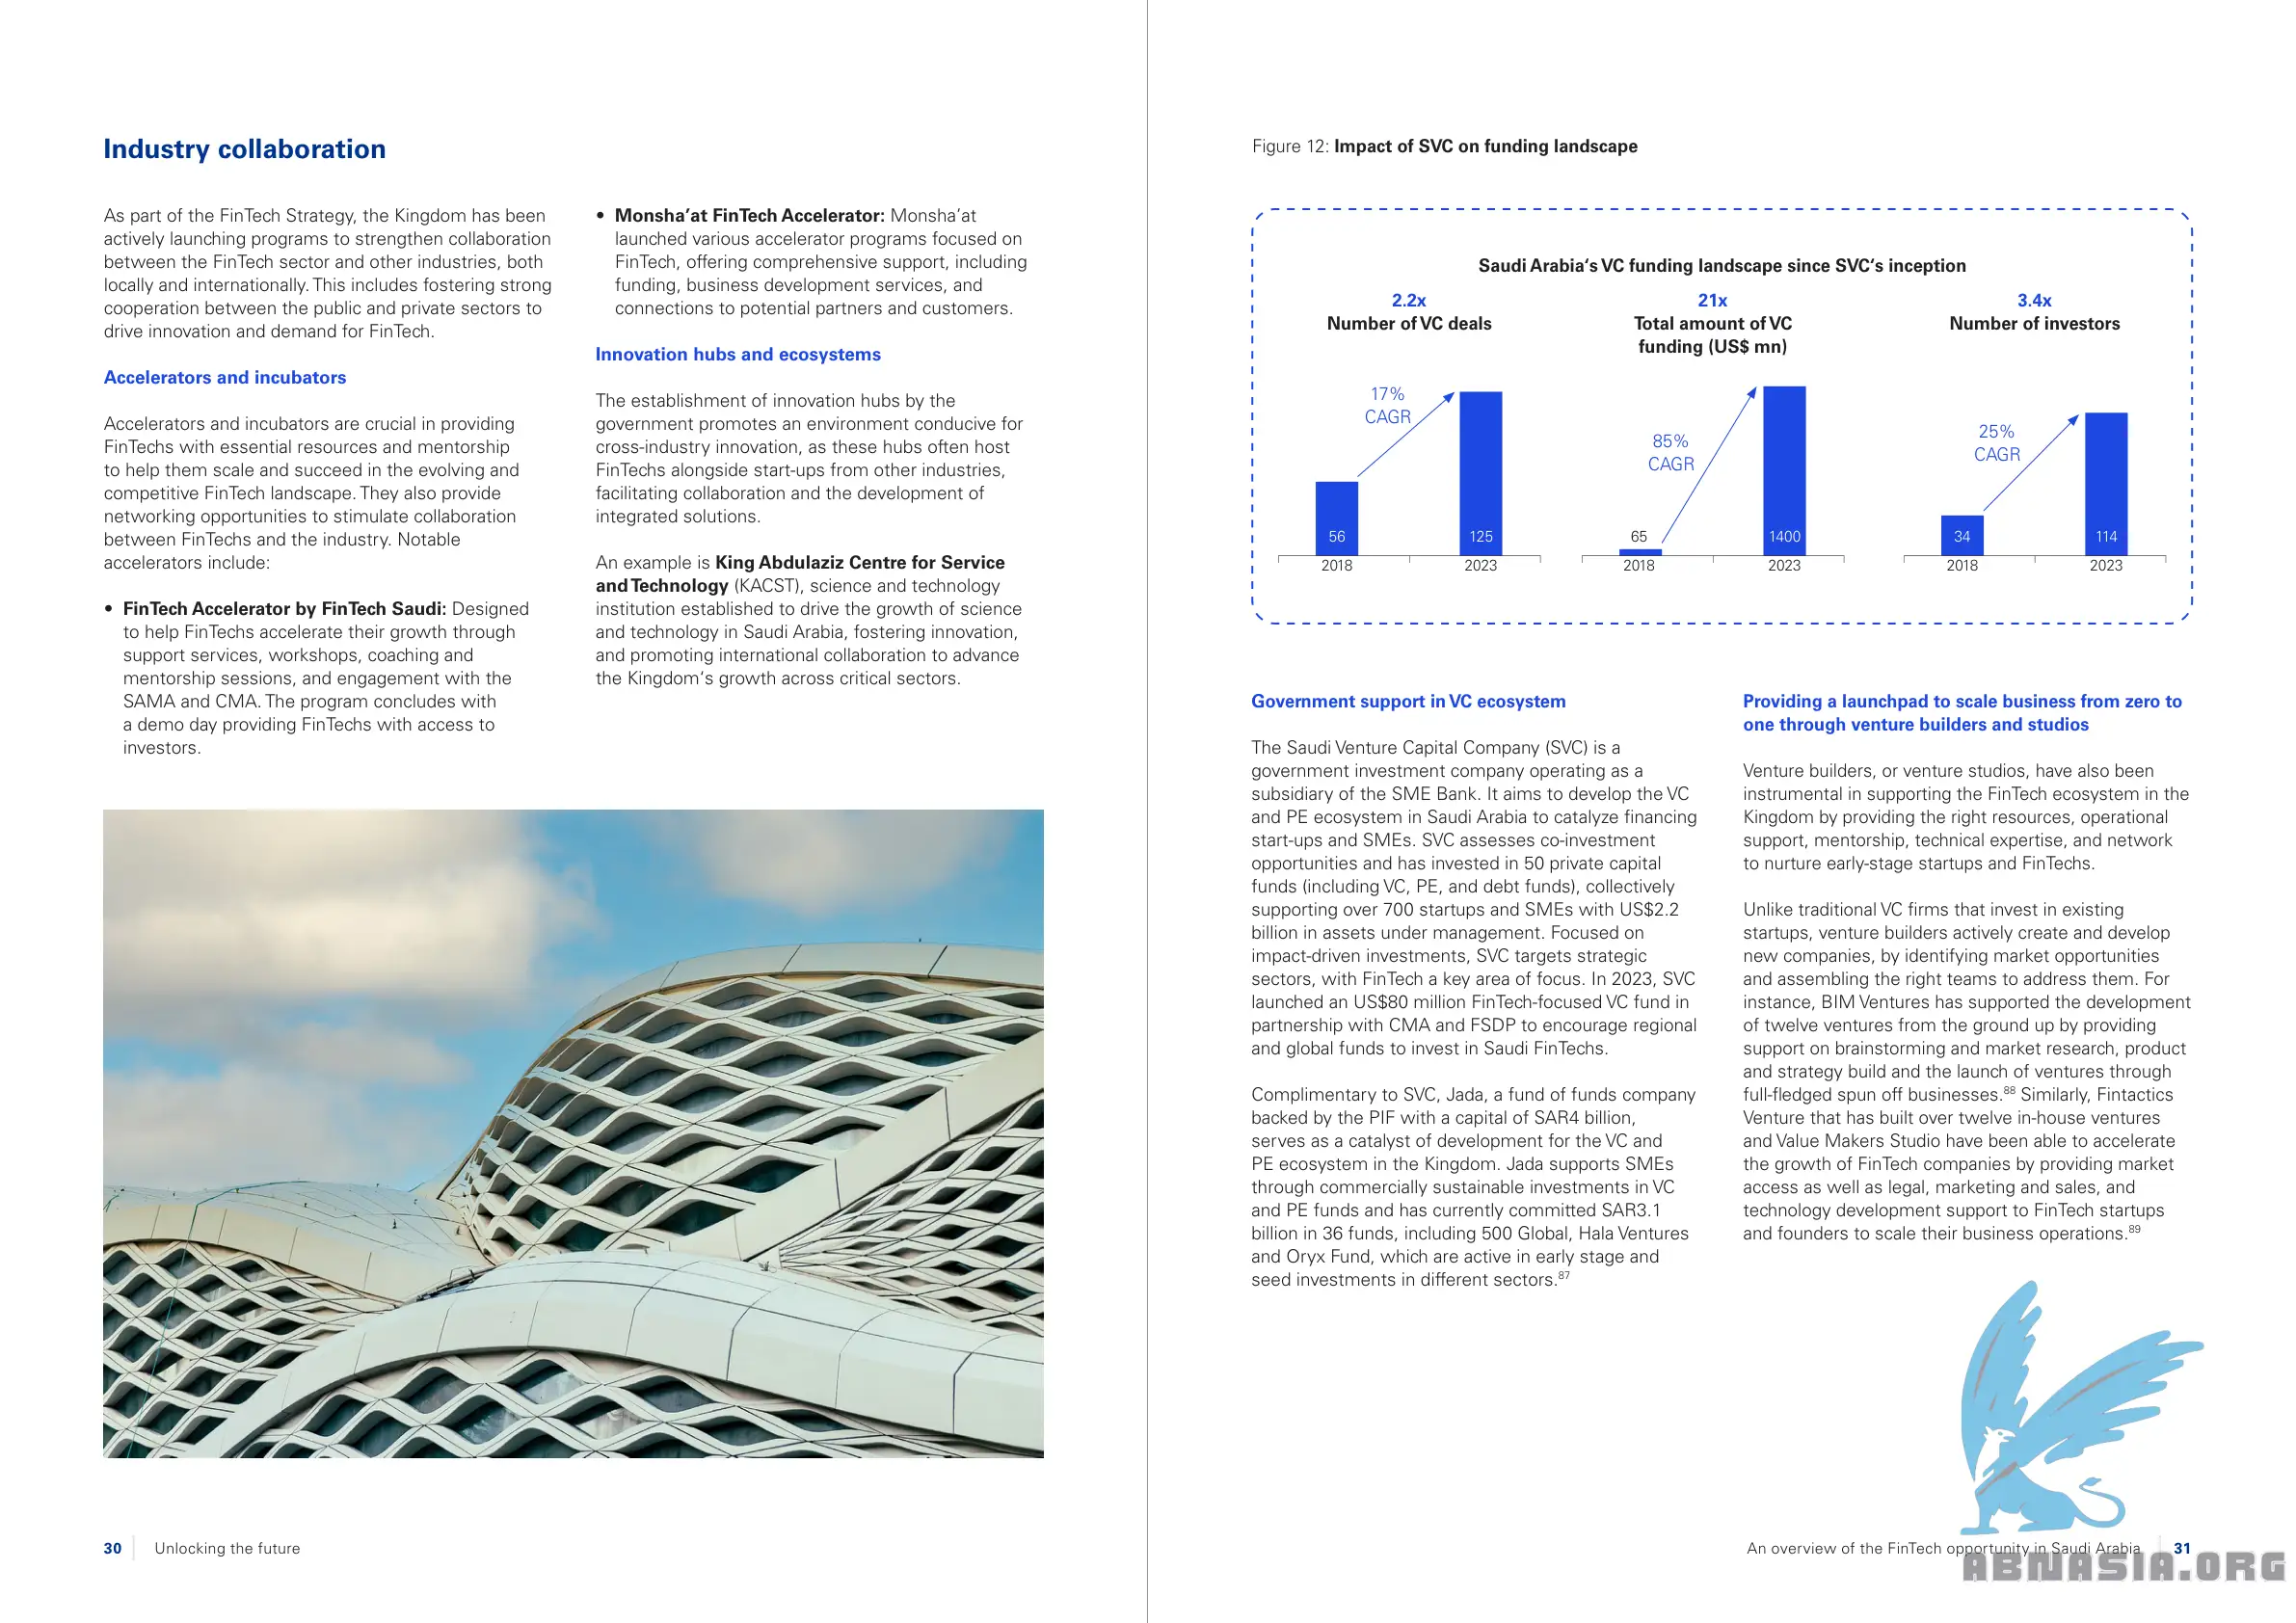 Industry collaboration
As part of the FinTech Strategy, the Kingdom has been
actively launching programs to strengthen collaboration
between the FinTech sector and other industries, both
locally and internationally. This includes fostering strong
cooperation between the public and private sectors to
drive innovation and demand for FinTech.
Accelerators and incubators
Accelerators and incubators are crucial in providing
FinTechs with essential resources and mentorship
to help them scale and succeed in the evolving and
competitive FinTech landscape. They also provide
networking opportunities to stimulate collaboration
between FinTechs and the industry. Notable
accelerators include:
• FinTech Accelerator by FinTech Saudi: Designed
to help FinTechs accelerate their growth through
support services, workshops, coaching and
mentorship sessions, and engagement with the
SAMA and CMA. The program concludes with
a demo day providing FinTechs with access to
investors.
• Monsha’at FinTech Accelerator: Monsha’at
launched various accelerator programs focused on
FinTech, offering comprehensive support, including
funding, business development services, and
connections to potential partners and customers.
Innovation hubs and ecosystems
The establishment of innovation hubs by the
government promotes an environment conducive for
cross-industry innovation, as these hubs often host
FinTechs alongside start-ups from other industries,
facilitating collaboration and the development of
integrated solutions.
An example is King Abdulaziz Centre for Service
and Technology (KACST), science and technology
institution established to drive the growth of science
and technology in Saudi Arabia, fostering innovation,
and promoting international collaboration to advance
the Kingdom‘s growth across critical sectors.
30
Unlocking the future
Figure 12: Impact of SVC on funding landscape
Saudi Arabia‘s VC funding landscape since SVC‘s inception
2.2x
Number of VC deals
17%
CAGR
56
125
2018
2023
21x
Total amount of VC
funding (US$ mn)
85%
CAGR
65
1400
2018
2023
3.4x
Number of investors
25%
CAGR
34
114
2018
2023
Government support in VC ecosystem
The Saudi Venture Capital Company (SVC) is a
government investment company operating as a
subsidiary of the SME Bank. It aims to develop the VC
and PE ecosystem in Saudi Arabia to catalyze financing
start-ups and SMEs. SVC assesses co-investment
opportunities and has invested in 50 private capital
funds (including VC, PE, and debt funds), collectively
supporting over 700 startups and SMEs with US$2.2
billion in assets under management. Focused on
impact-driven investments, SVC targets strategic
sectors, with FinTech a key area of focus. In 2023, SVC
launched an US$80 million FinTech-focused VC fund in
partnership with CMA and FSDP to encourage regional
and global funds to invest in Saudi FinTechs.
Complimentary to SVC, Jada, a fund of funds company
backed by the PIF with a capital of SAR4 billion,
serves as a catalyst of development for the VC and
PE ecosystem in the Kingdom. Jada supports SMEs
through commercially sustainable investments in VC
and PE funds and has currently committed SAR3.1
billion in 36 funds, including 500 Global, Hala Ventures
and Oryx Fund, which are active in early stage and
seed investments in different sectors.87
Providing a launchpad to scale business from zero to
one through venture builders and studios
Venture builders, or venture studios, have also been
instrumental in supporting the FinTech ecosystem in the
Kingdom by providing the right resources, operational
support, mentorship, technical expertise, and network
to nurture early-stage startups and FinTechs.
Unlike traditional VC firms that invest in existing
startups, venture builders actively create and develop
new companies, by identifying market opportunities
and assembling the right teams to address them. For
instance, BIM Ventures has supported the development
of twelve ventures from the ground up by providing
support on brainstorming and market research, product
and strategy build and the launch of ventures through
full-fledged spun off businesses.88 Similarly, Fintactics
Venture that has built over twelve in-house ventures
and Value Makers Studio have been able to accelerate
the growth of FinTech companies by providing market
access as well as legal, marketing and sales, and
technology development support to FinTech startups
and founders to scale their business operations.89
An overview of the FinTech opportunity in Saudi Arabia
31
ABNASIA.ORG